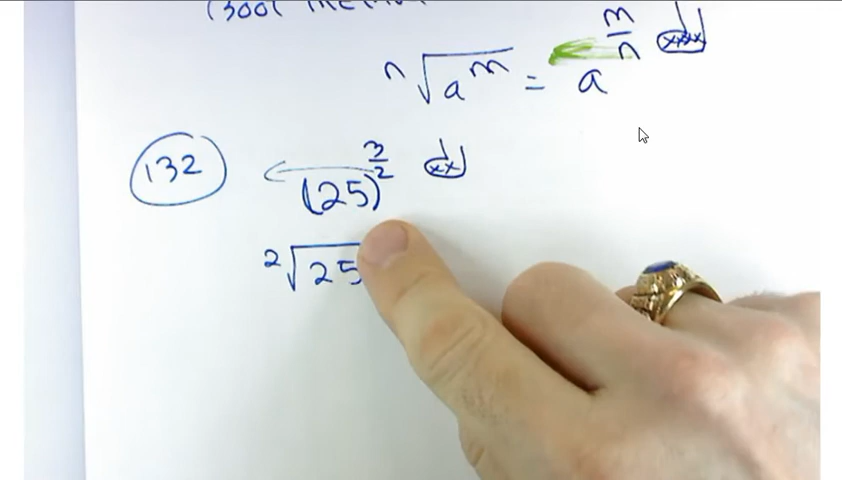 ⁿ√aᵐ = a^(m/n)
132 (25)^(3/2)
²√25